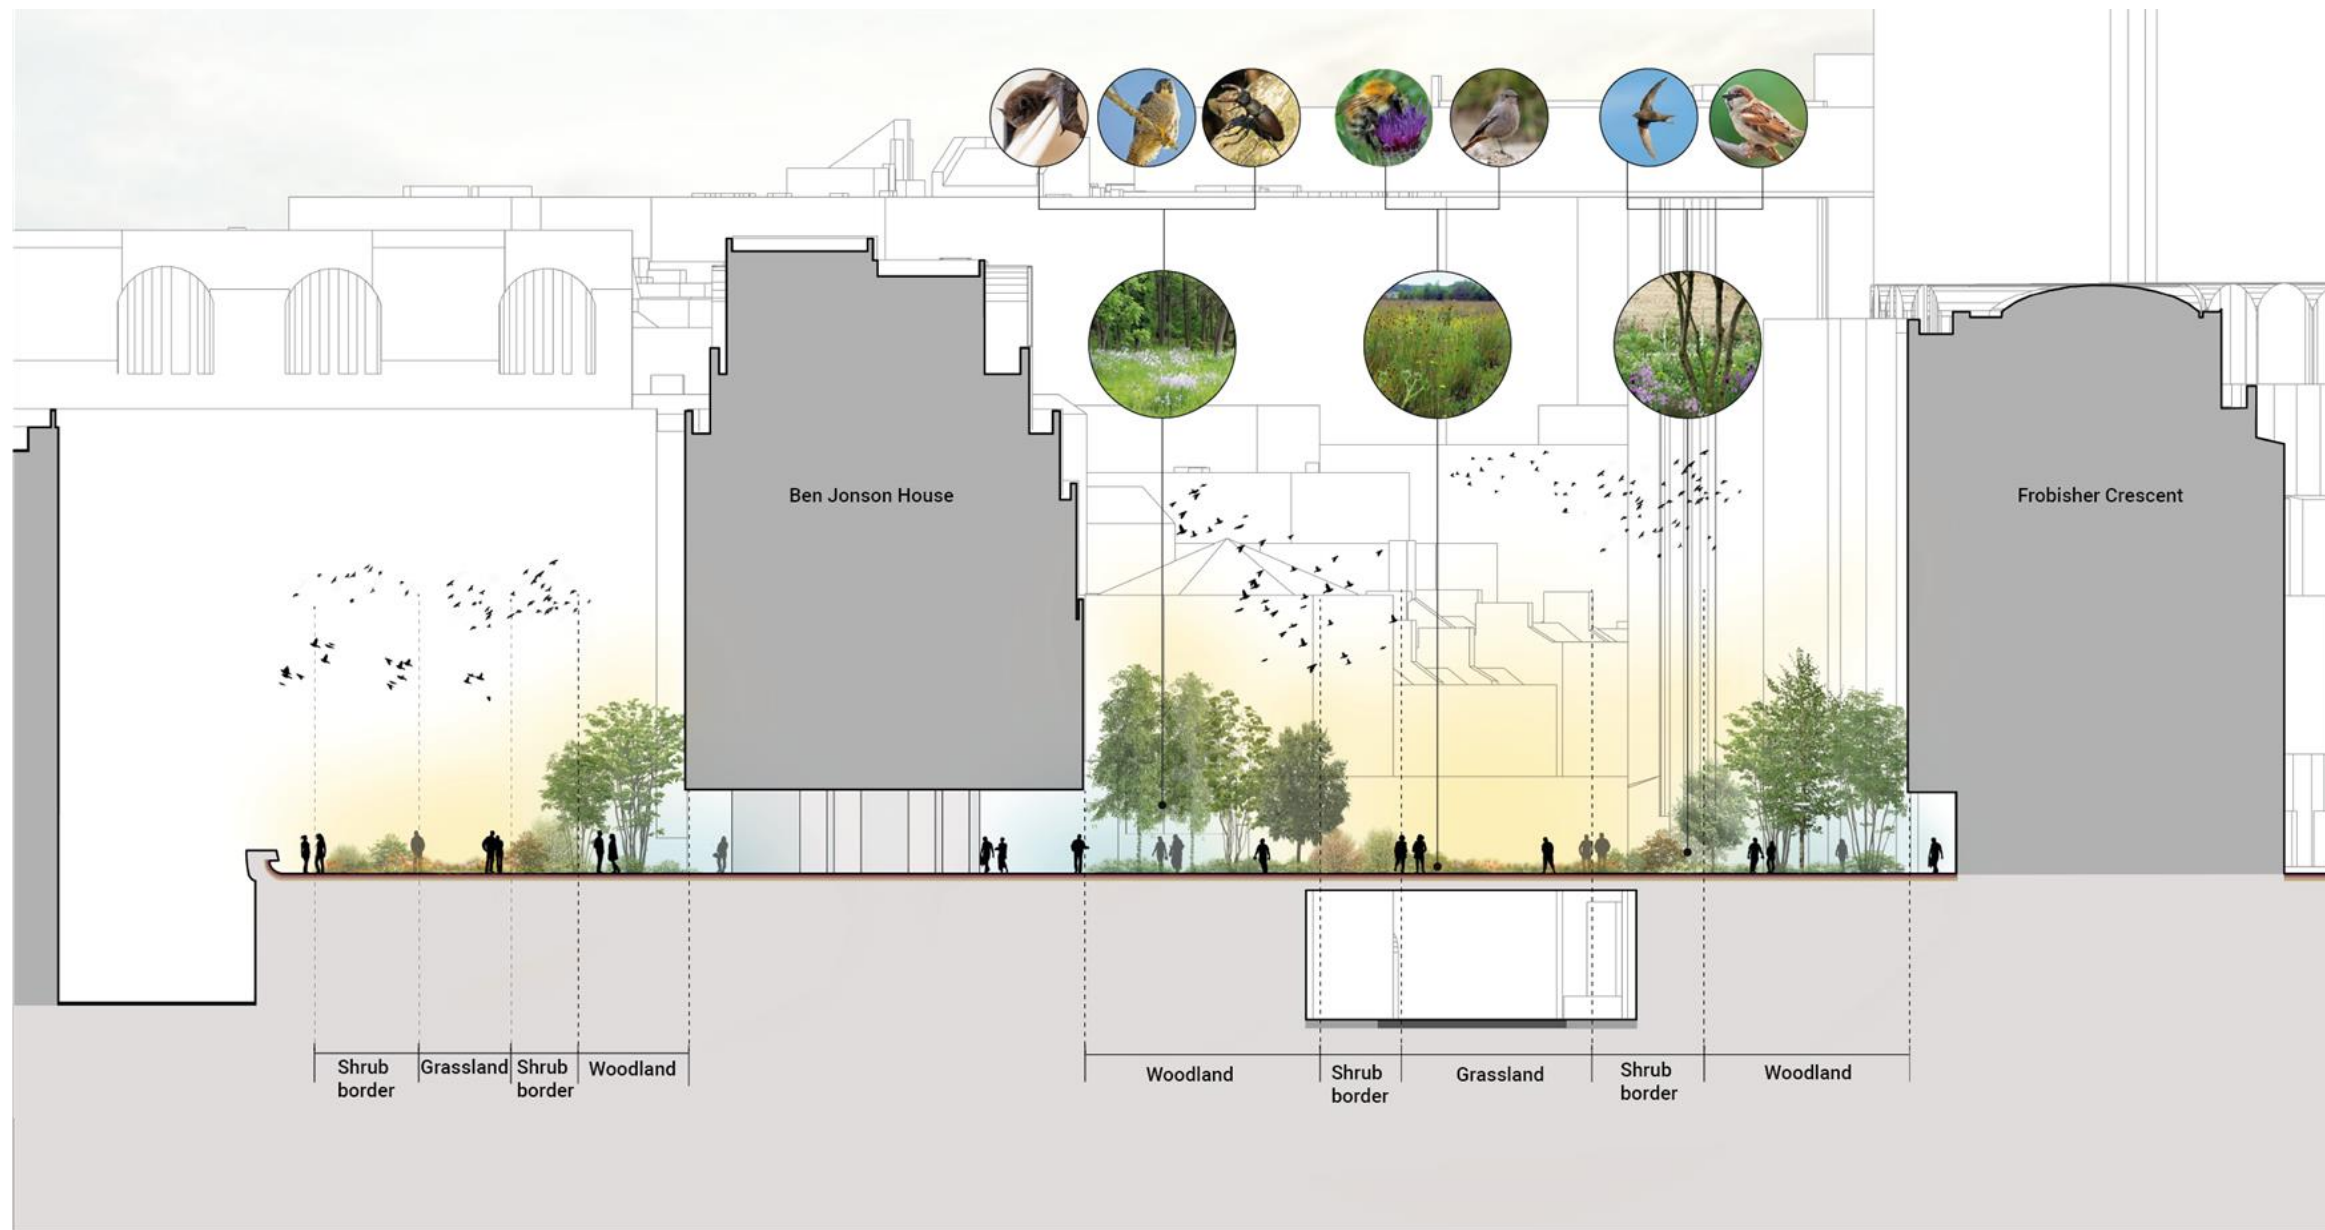 Ben Jonson House
Frobisher Crescent
Shrub
border
Grassland
Shrub
border
Woodland
Woodland
Shrub
border
Grassland
Shrub
border
Woodland